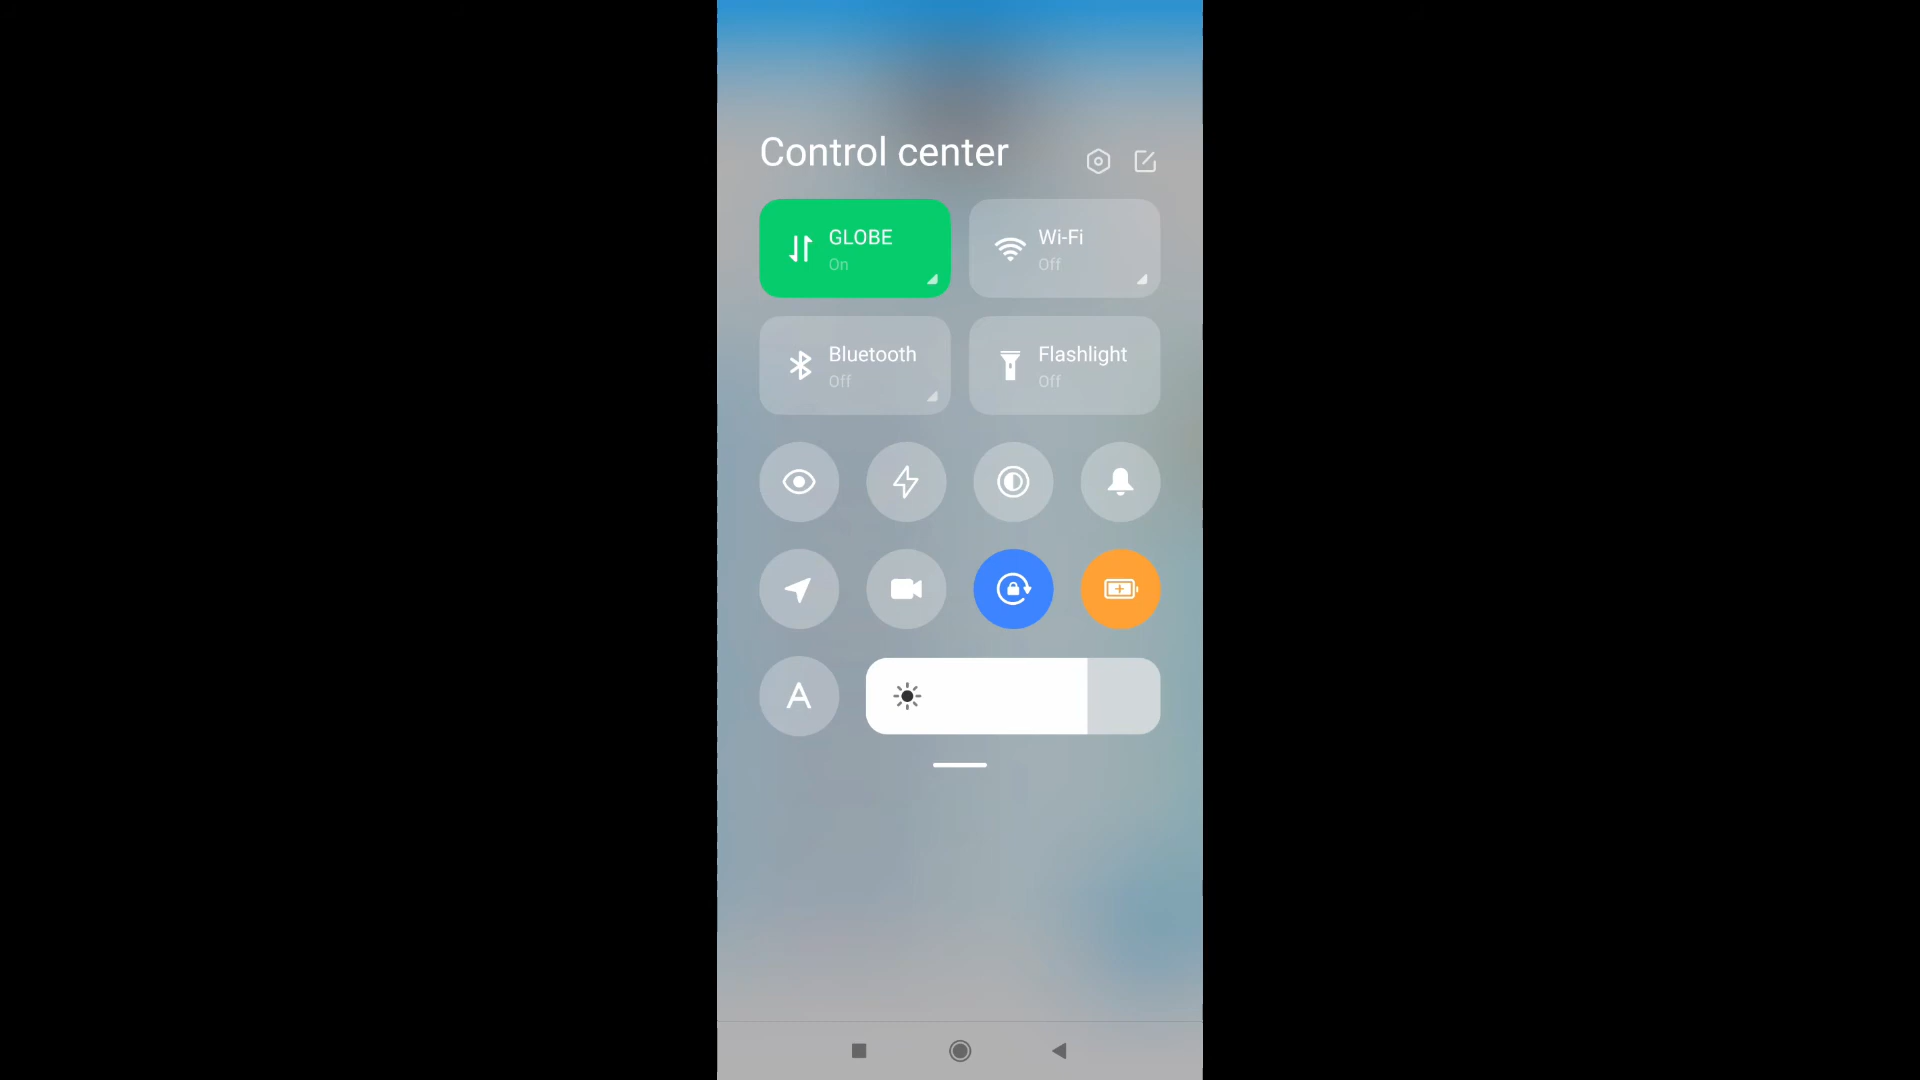 Control center
GLOBE
On
Wi-Fi
Off
Bluetooth
Off
Flashlight
Off
A